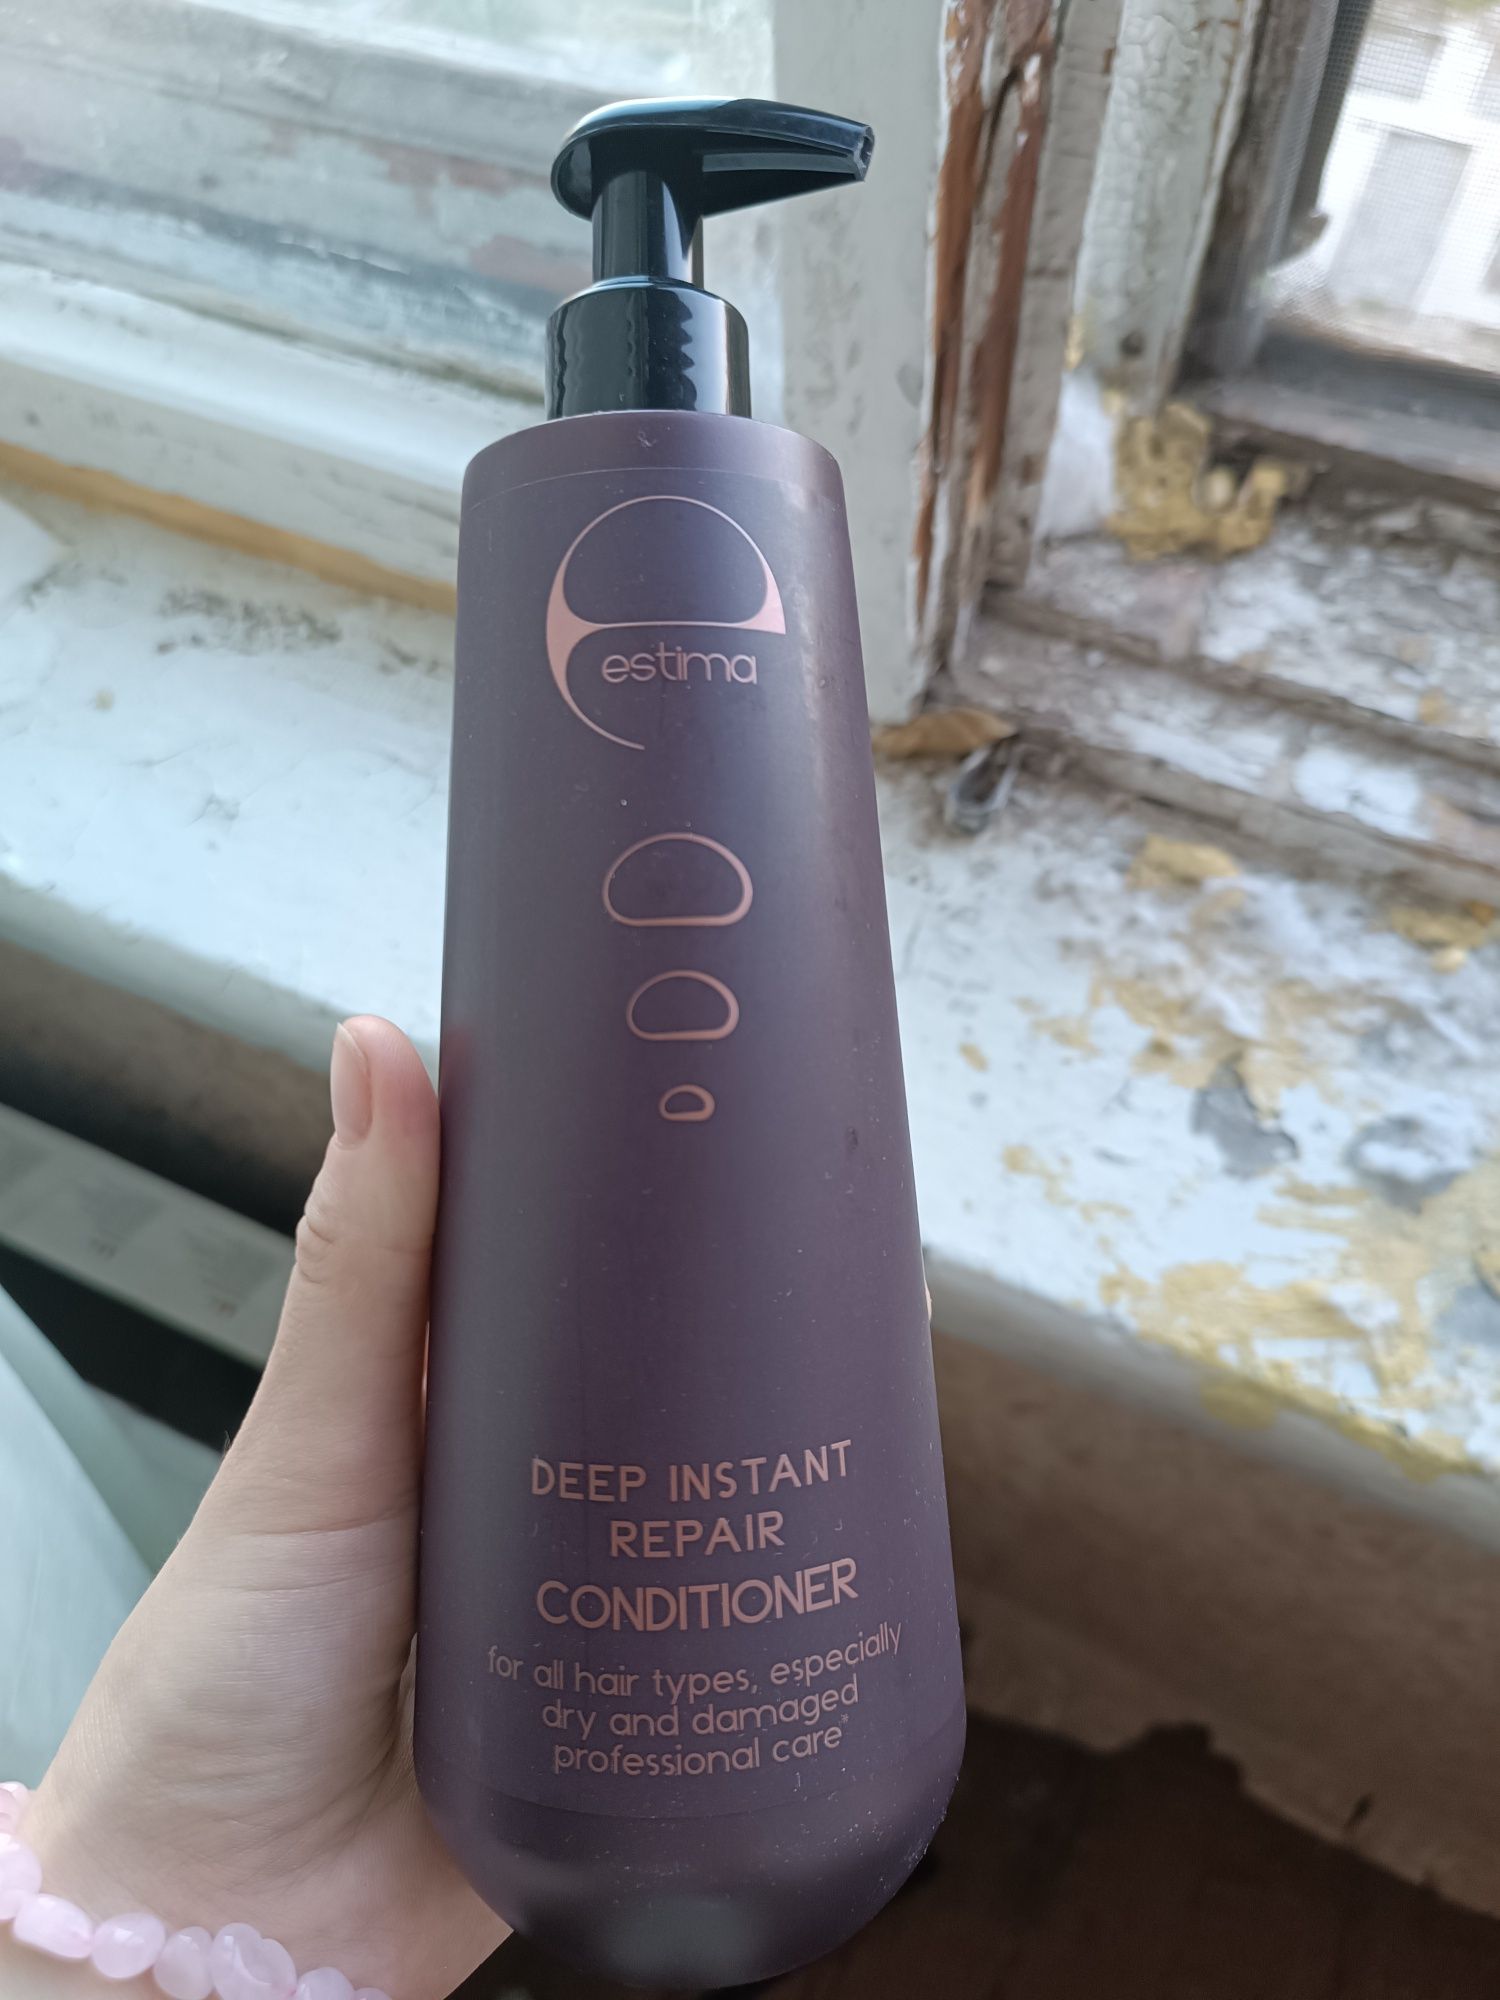 estima
DEEP INSTANT
REPAIR
CONDITIONER
for all hair types, especially
dry and damaged
professional care*